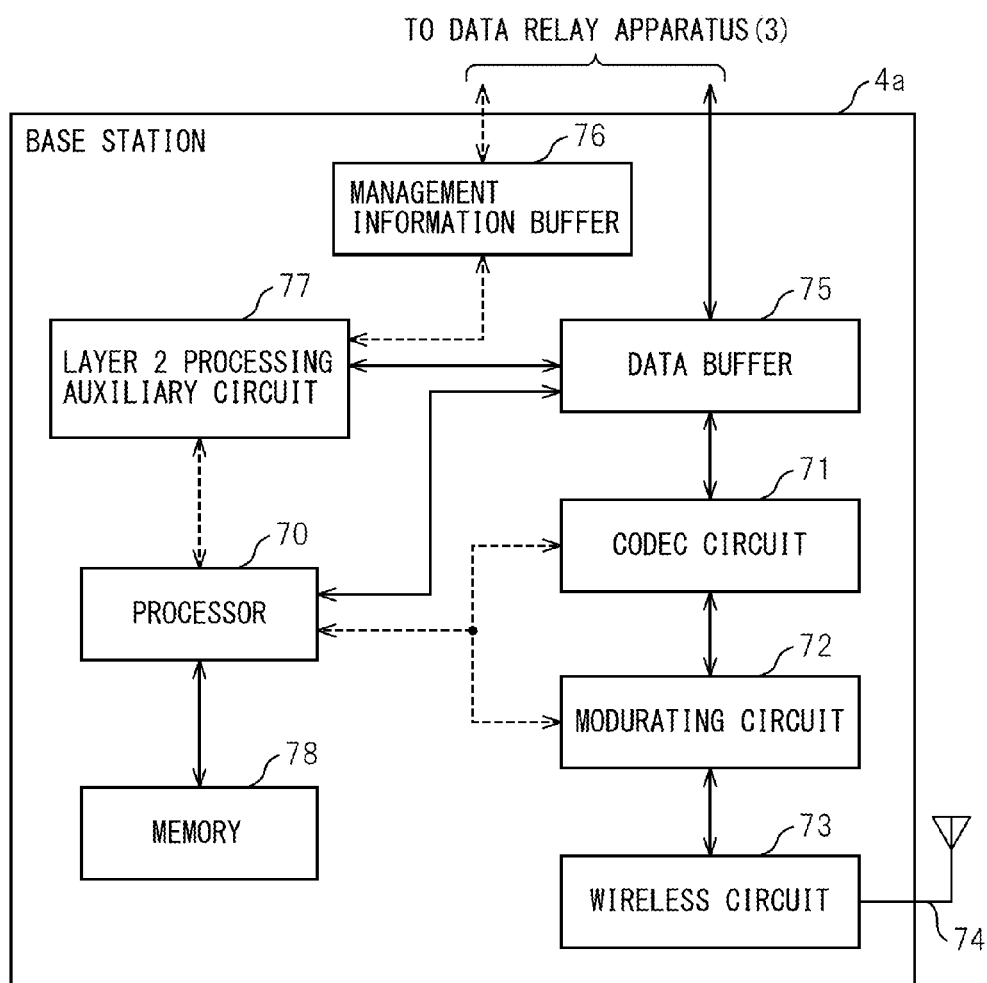 TO DATA RELAY APPARATUS(3)
4a
BASE STATION
76
MANAGEMENT
INFORMATION BUFFER
77
LAYER 2 PROCESSING
AUXILIARY CIRCUIT
75
DATA BUFFER
71
CODEC CIRCUIT
70
PROCESSOR
72
MODURATING CIRCUIT
78
MEMORY
73
WIRELESS CIRCUIT
74